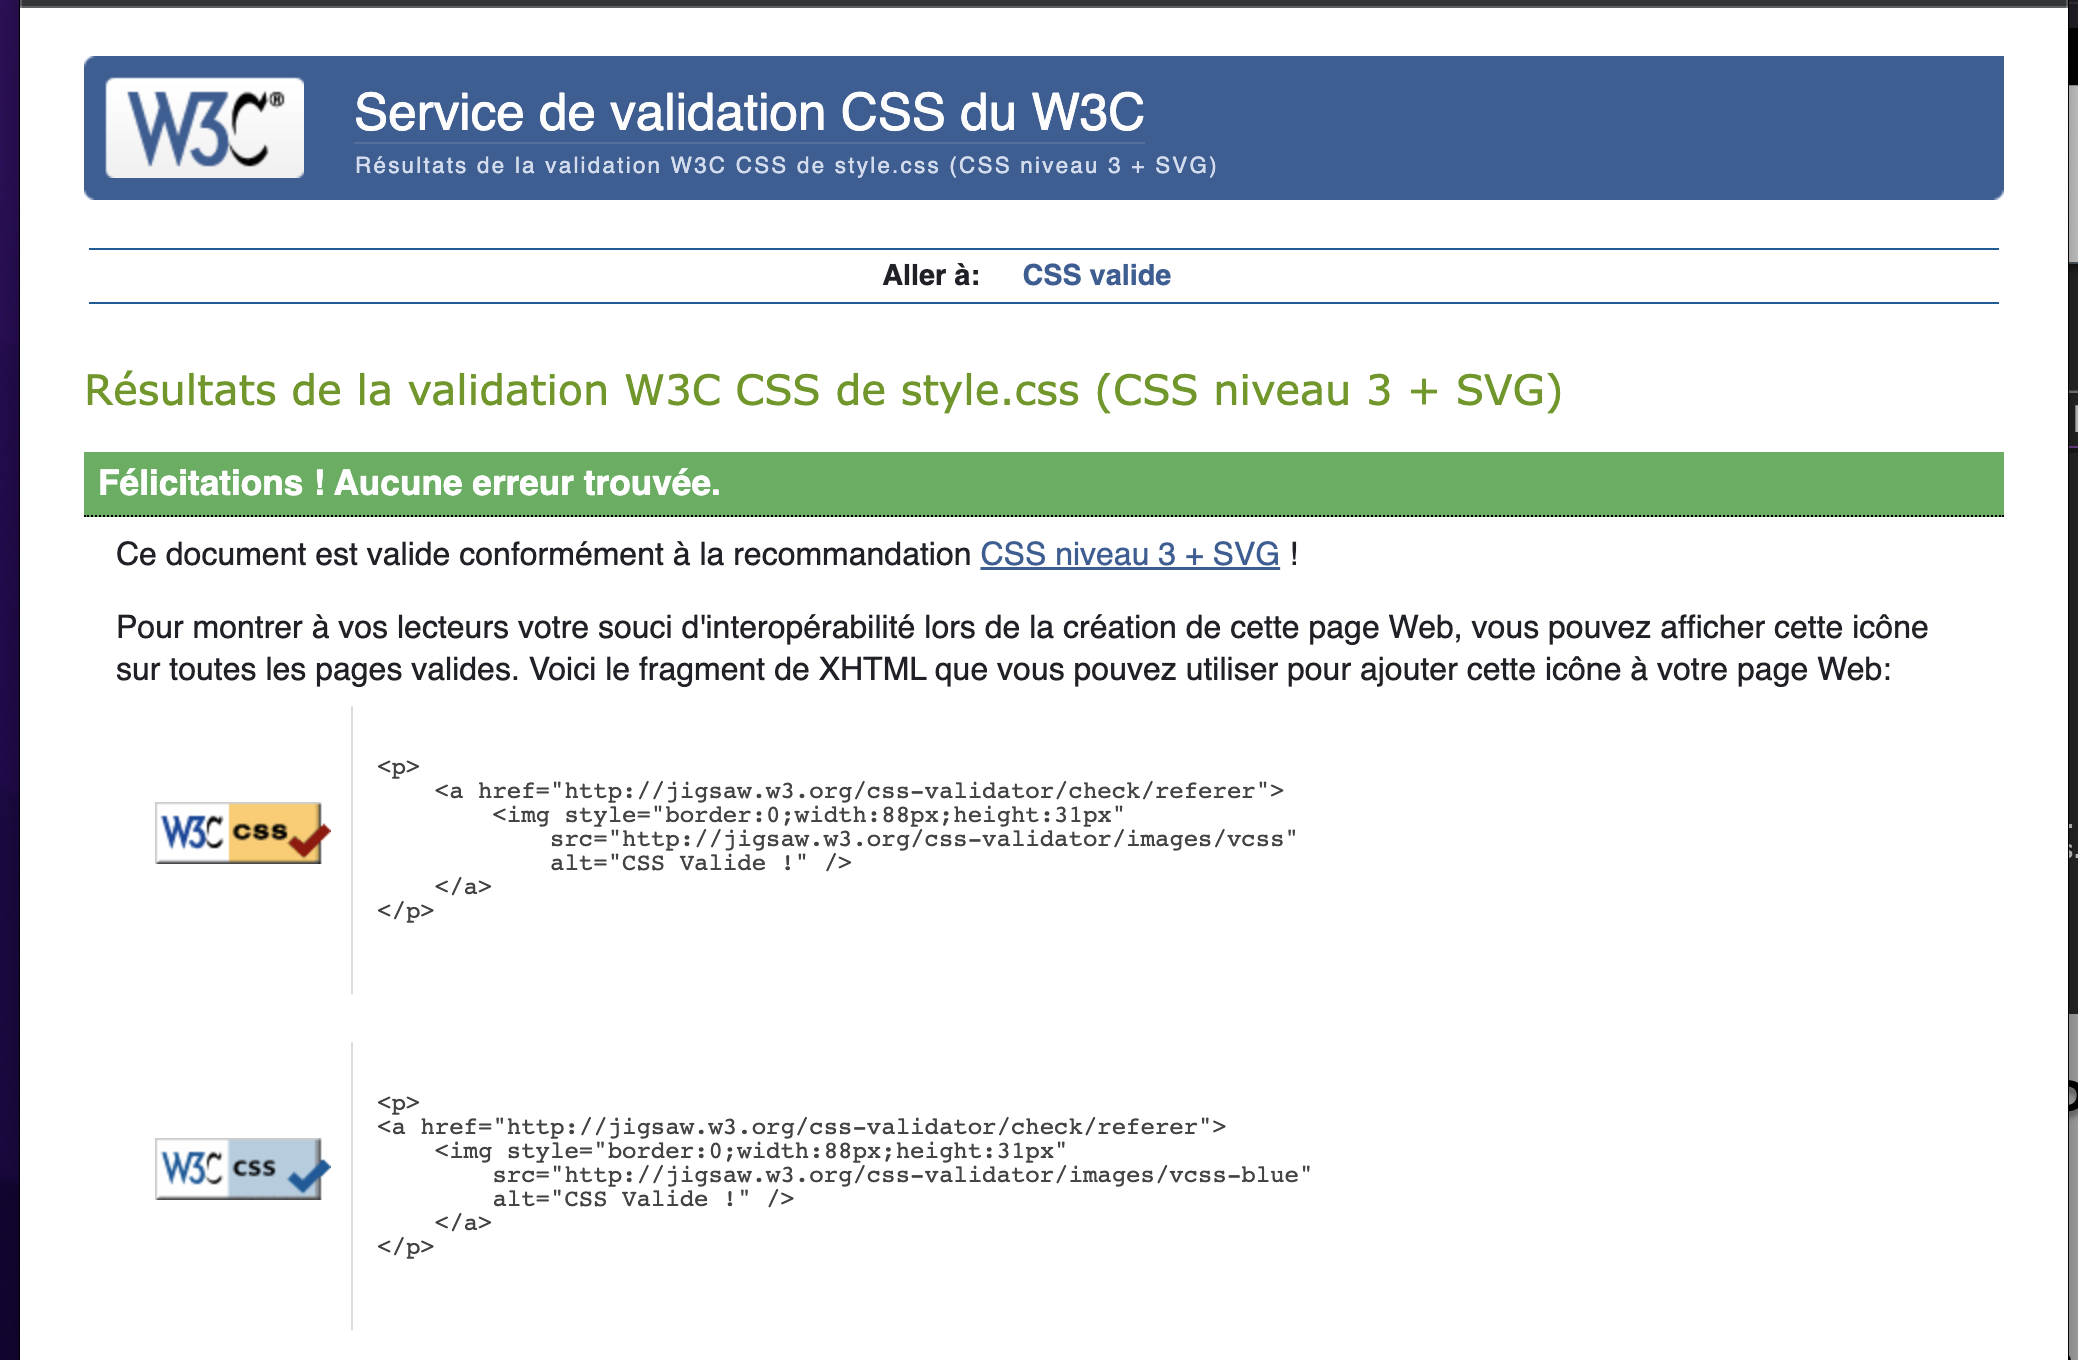 W3C®
Service de validation CSS du W3C
Résultats de la validation W3C CSS de style.css (CSS niveau 3 + SVG)
Aller à: CSS valide
Résultats de la validation W3C CSS de style.css (CSS niveau 3 + SVG)
Félicitations ! Aucune erreur trouvée.
Ce document est valide conformément à la recommandation CSS niveau 3 + SVG !
Pour montrer à vos lecteurs votre souci d'interopérabilité lors de la création de cette page Web, vous pouvez afficher cette icône
sur toutes les pages valides. Voici le fragment de XHTML que vous pouvez utiliser pour ajouter cette icône à votre page Web:
W3C css
<p>
    <a href="http://jigsaw.w3.org/css-validator/check/referer">
        <img style="border:0;width:88px;height:31px"
            src="http://jigsaw.w3.org/css-validator/images/vcss"
            alt="CSS Valide !" />
    </a>
</p>
W3C css
<p>
<a href="http://jigsaw.w3.org/css-validator/check/referer">
    <img style="border:0;width:88px;height:31px"
        src="http://jigsaw.w3.org/css-validator/images/vcss-blue"
        alt="CSS Valide !" />
    </a>
</p>